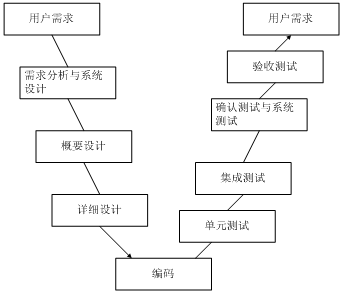 用户需求
用户需求
验收测试
需求分析与系统
设计
确认测试与系统
测试
概要设计
集成测试
详细设计
单元测试
编码